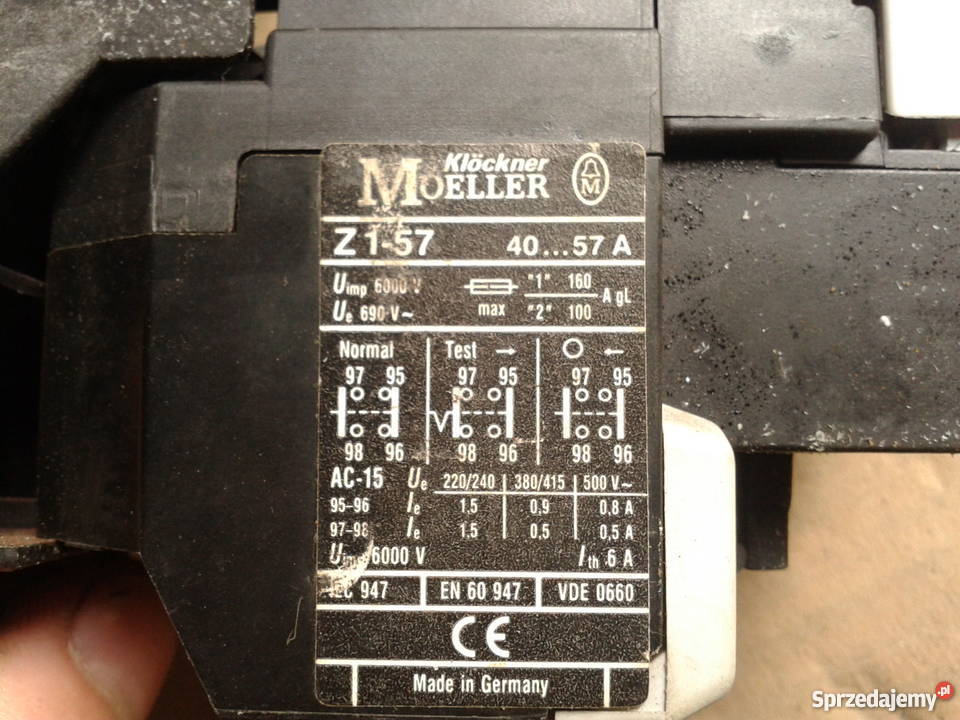 Klöckner
MOELLER M
Z 1-57 40...57 A
Uimp 6000 V "1" 160
max A gL
Ue 690 V~ "2" 100
Normal Test → O ←
97 95 97 95 97 95
98 96 98 96 98 96
AC-15 Ue 220/240 380/415 500 V~
95-96 Ie 1.5 0,9 0,8 A
97-98 Ie 1.5 0.5 0,5 A
Uimp 6000 V Ith 6 A
IEC 947 EN 60 947 VDE 0660
CE
Made in Germany
Sprzedajemy.pl